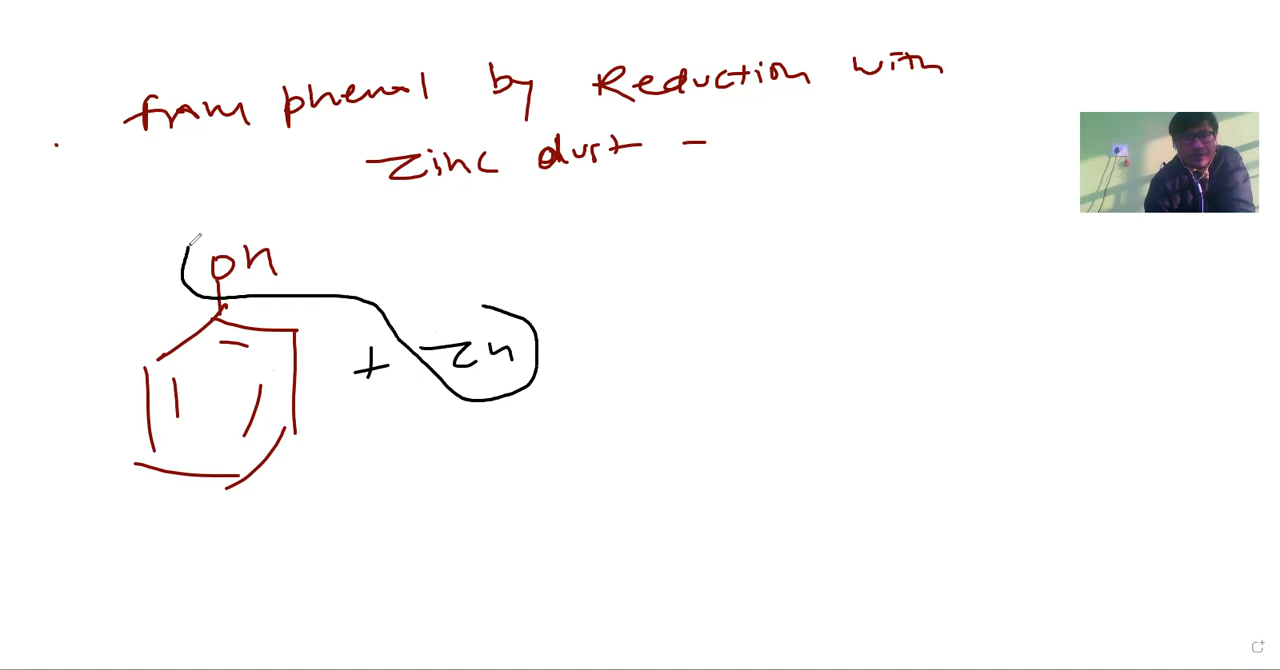 from phenol by Reduction with
Zinc dust -
OH
+ Zn